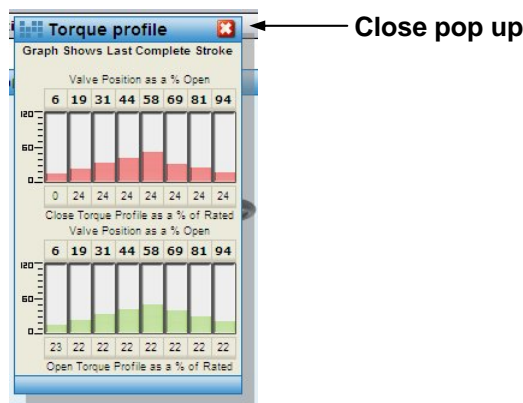 Torque profile
Close pop up
Graph Shows Last Complete Stroke
Valve Position as a % Open
6 19 31 44 58 69 81 94
120
60
0
0 24 24 24 24 24 24 24
Close Torque Profile as a % of Rated
Valve Position as a % Open
6 19 31 44 58 69 81 94
120
60
0
23 22 22 22 22 22 22 22
Open Torque Profile as a % of Rated